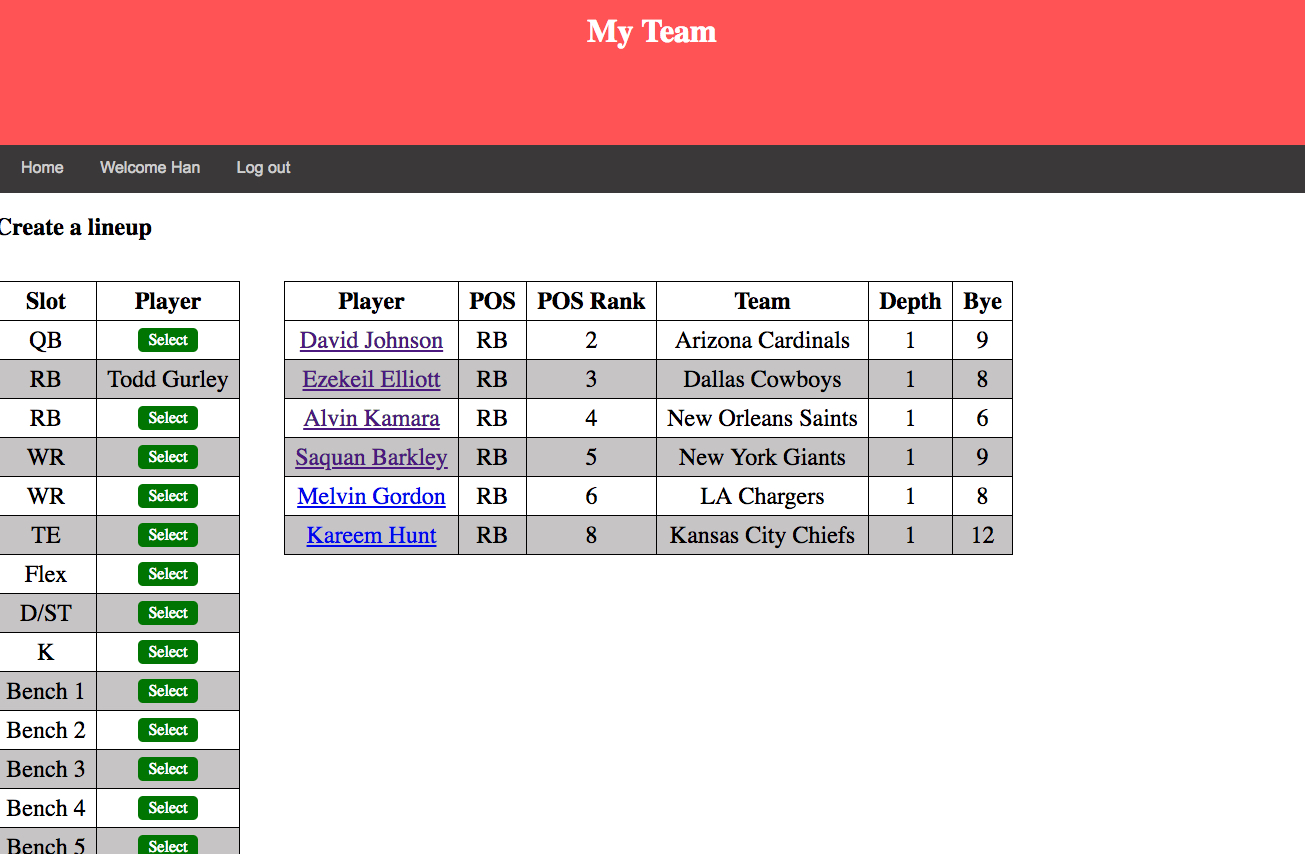 My Team
Home Welcome Han Log out
Create a lineup
Slot Player
QB Select
RB Todd Gurley
RB Select
WR Select
WR Select
TE Select
Flex Select
D/ST Select
K Select
Bench 1 Select
Bench 2 Select
Bench 3 Select
Bench 4 Select
Bench 5 Select
Player POS POS Rank Team Depth Bye
David Johnson RB 2 Arizona Cardinals 1 9
Ezekeil Elliott RB 3 Dallas Cowboys 1 8
Alvin Kamara RB 4 New Orleans Saints 1 6
Saquan Barkley RB 5 New York Giants 1 9
Melvin Gordon RB 6 LA Chargers 1 8
Kareem Hunt RB 8 Kansas City Chiefs 1 12